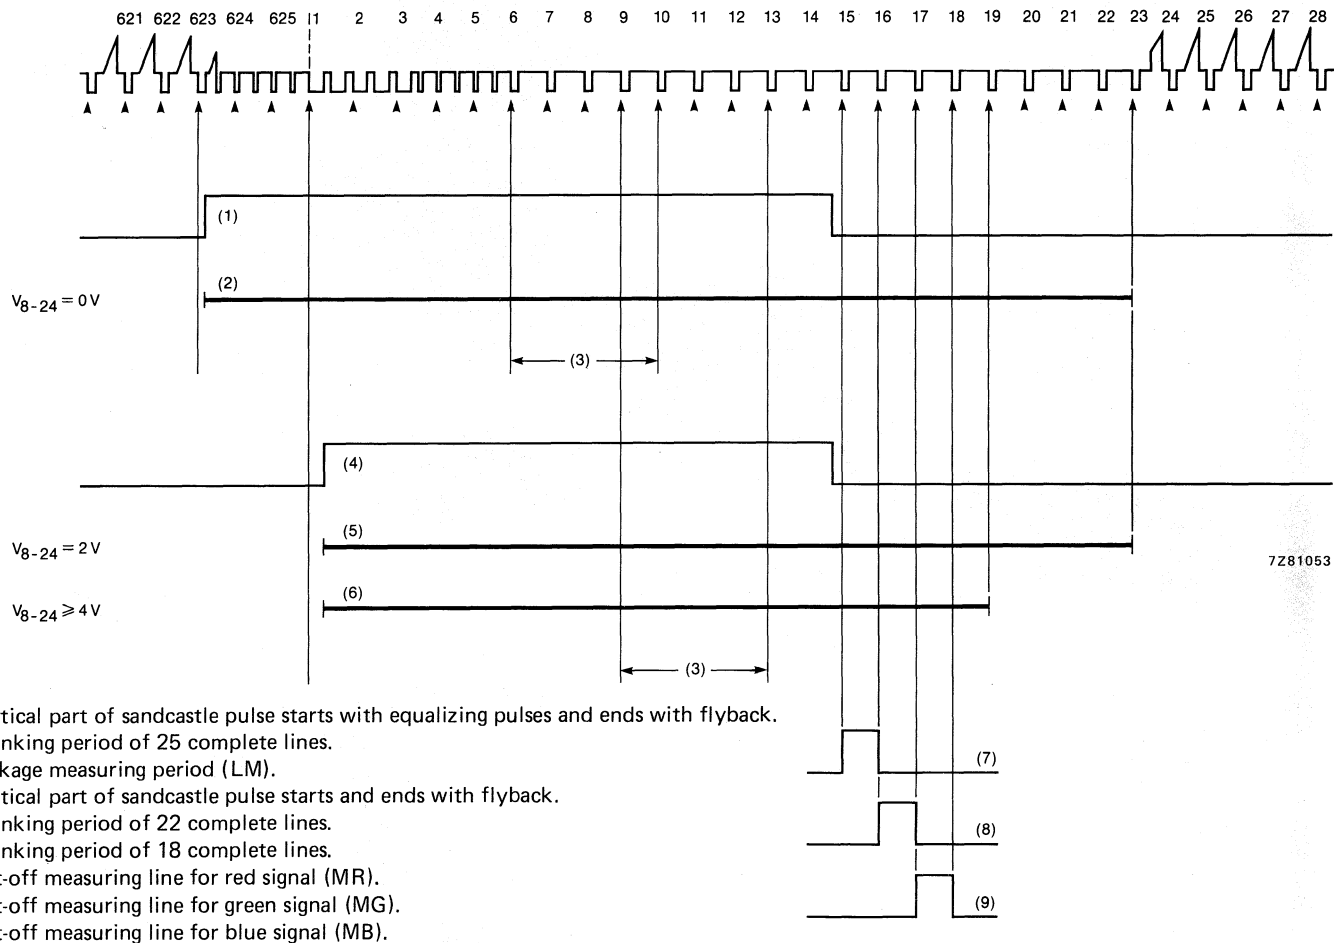 621 622 623 624 625 1 2 3 4 5 6 7 8 9 10 11 12 13 14 15 16 17 18 19 20 21 22 23 24 25 26 27 28
(1)
(2)
V8-24 = 0 V
(3)
(4)
(5)
V8-24 = 2 V
7Z81053
(6)
V8-24 ⩾ 4 V
(3)
tical part of sandcastle pulse starts with equalizing pulses and ends with flyback.
nking period of 25 complete lines.
(7)
kage measuring period (LM).
tical part of sandcastle pulse starts and ends with flyback.
nking period of 22 complete lines.
(8)
nking period of 18 complete lines.
t-off measuring line for red signal (MR).
t-off measuring line for green signal (MG).
(9)
t-off measuring line for blue signal (MB).